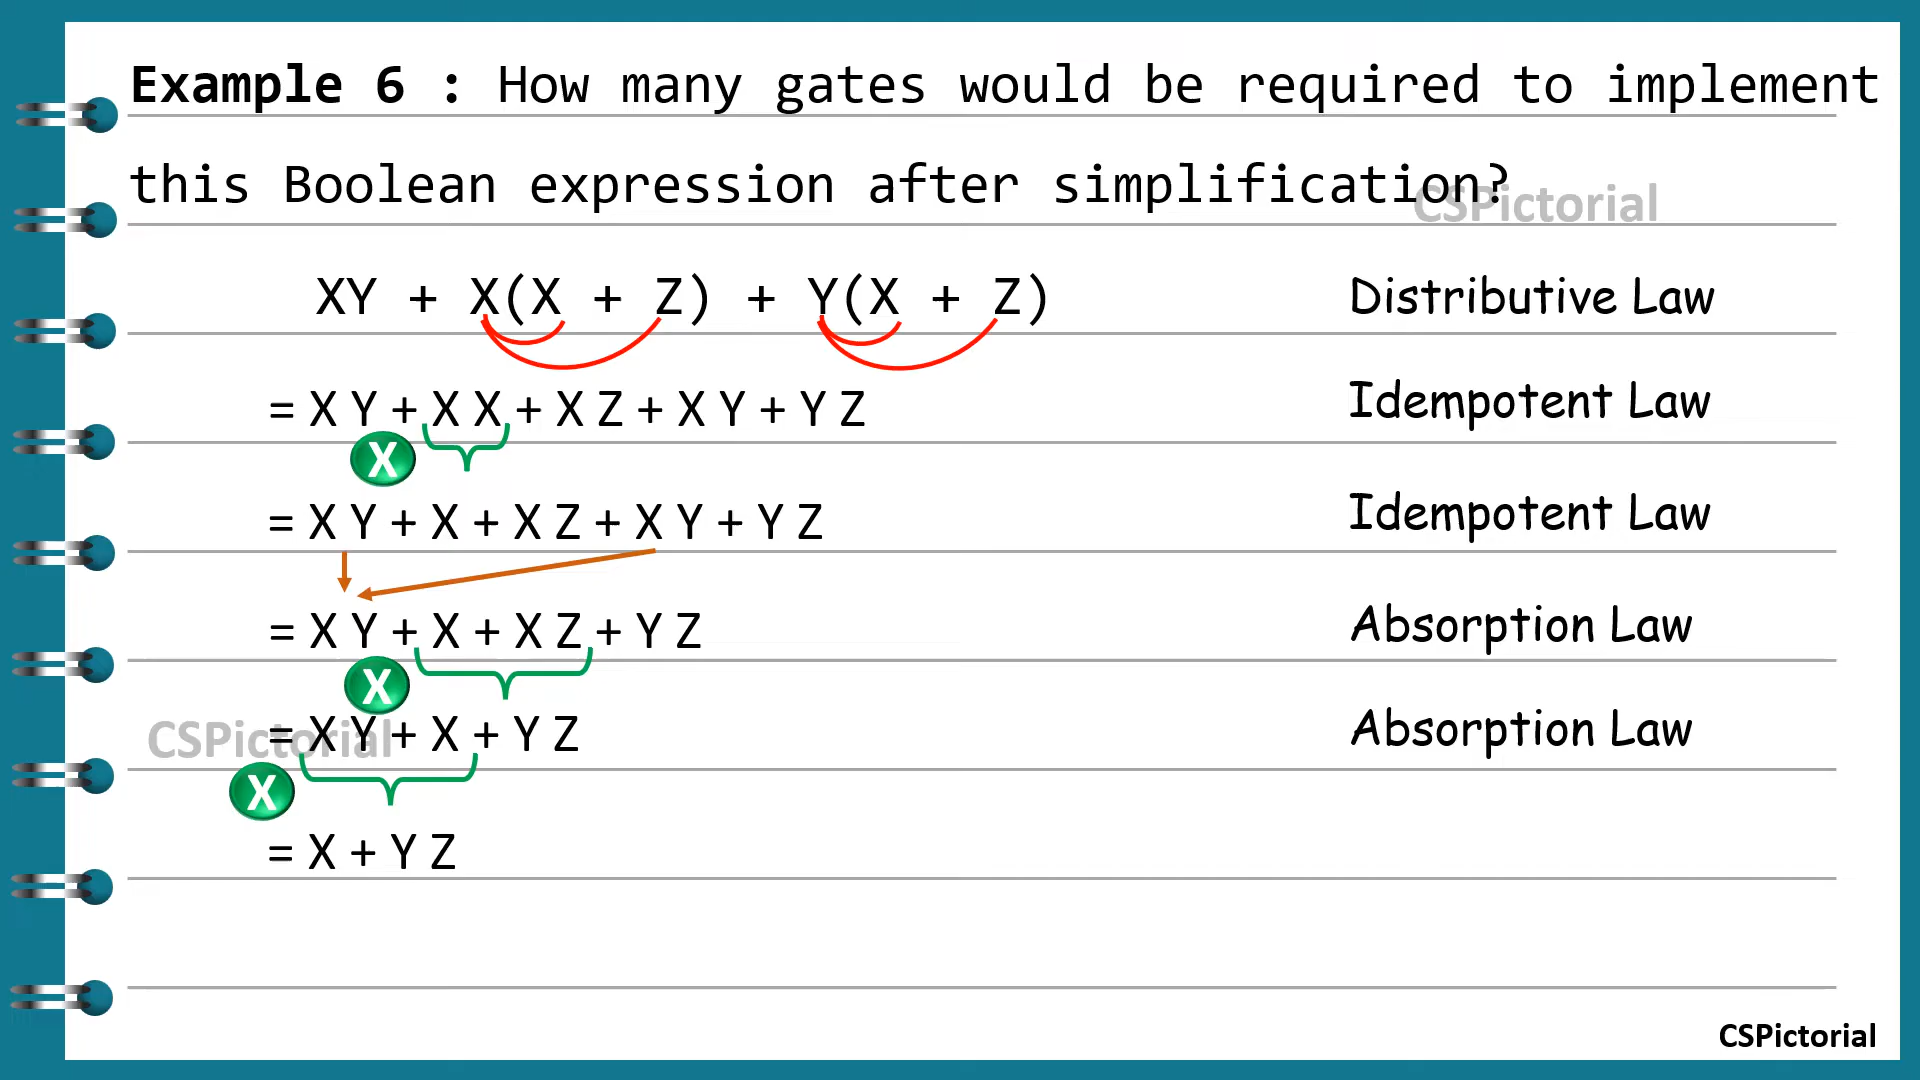 Example 6 : How many gates would be required to implement
this Boolean expression after simplification?
CSPictorial
XY + X(X + Z) + Y(X + Z) Distributive Law
= X Y + X X + X Z + X Y + Y Z Idempotent Law
X
= X Y + X + X Z + X Y + Y Z Idempotent Law
= X Y + X + X Z + Y Z Absorption Law
X
CSPictorial
= X Y + X + Y Z Absorption Law
X
= X + Y Z
CSPictorial